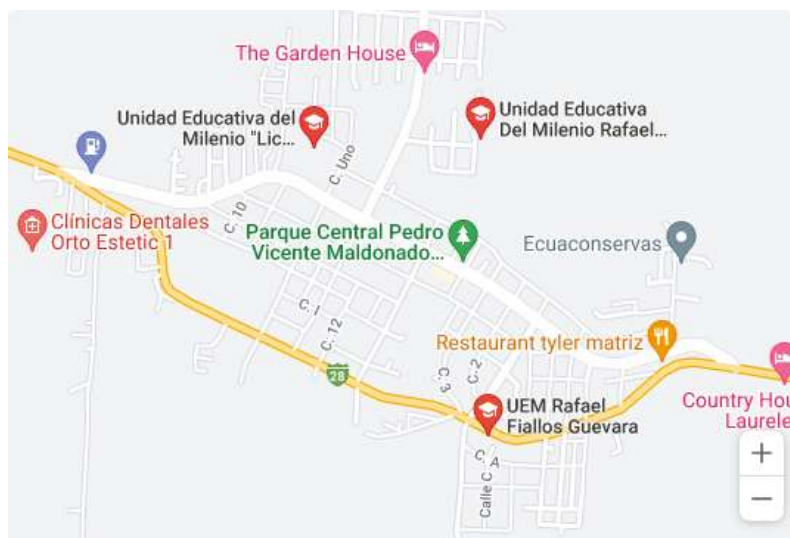 The Garden House
Unidad Educativa del
Milenio "Lic...
Unidad Educativa
Del Milenio Rafael...
C. Uno
Clínicas Dentales
Orto Estetic 1
C. 10
Parque Central Pedro
Vicente Maldonado...
Ecuaconservas
C. I
C. 12
Restaurant tyler matriz
28
C. 3
C. 2
Country Hou
Laurele
UEM Rafael
Fiallos Guevara
C. A
Calle C
+
−